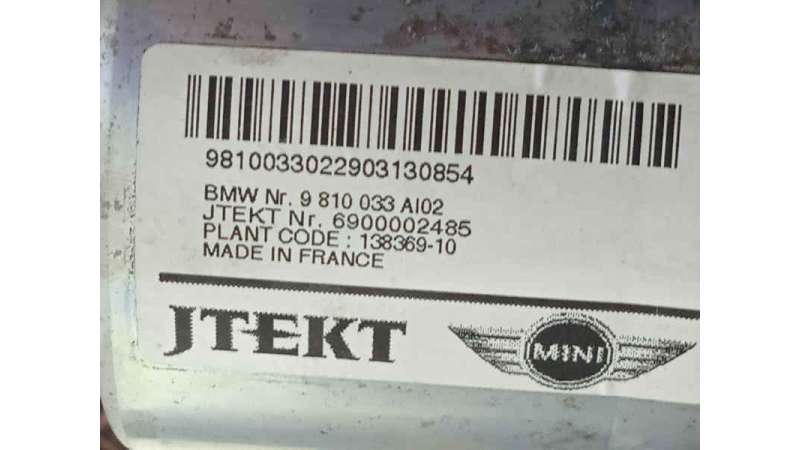 9810033022903130854
BMW Nr. 9 810 033 AI02
JTEKT Nr. 6900002485
PLANT CODE : 138369-10
MADE IN FRANCE
JTEKT
MINI